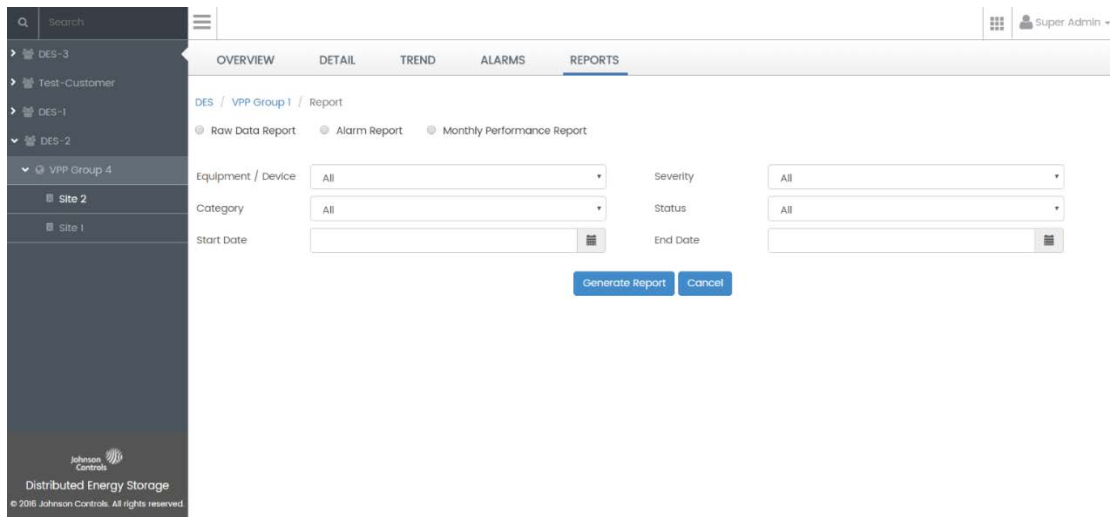 Search
Super Admin
DES-3
Test-Customer
DES-1
DES-2
VPP Group 4
Site 2
Site 1
Johnson
Controls
Distributed Energy Storage
© 2016 Johnson Controls. All rights reserved.
OVERVIEW DETAIL TREND ALARMS REPORTS
DES / VPP Group 1 / Report
Raw Data Report Alarm Report Monthly Performance Report
Equipment / Device All Severity All
Category All Status All
Start Date End Date
Generate Report Cancel